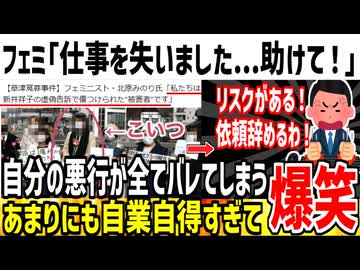 フェミ「仕事を失いました...助けて!」
【草津冤罪事件】フェミニスト・北原みのり氏「私たちは
新井祥子の虚偽告訴で傷つけられた"被害者"です」
←こいつ
リスクがある!
依頼辞めるわ!
自分の悪行が全てバレてしまう
あまりにも自業自得すぎて
爆笑